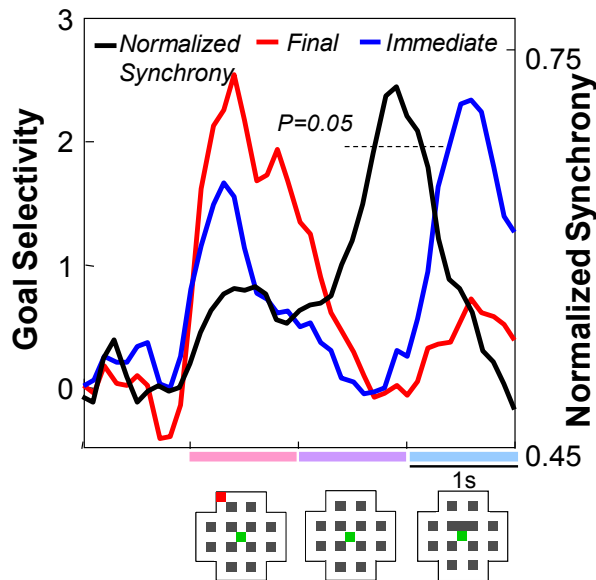 3
Normalized Synchrony
Final
Immediate
0.75
P=0.05
2
1
0
Goal Selectivity
Normalized Synchrony
0.45
1s